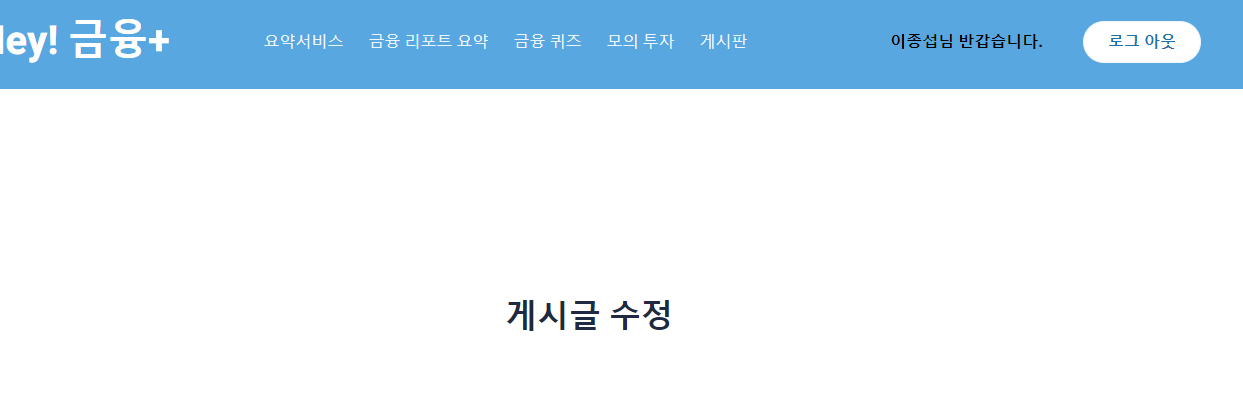 ley! 금융+
요약서비스 금융 리포트 요약 금융 퀴즈 모의 투자 게시판 이종섭님 반갑습니다. 로그 아웃
게시글 수정